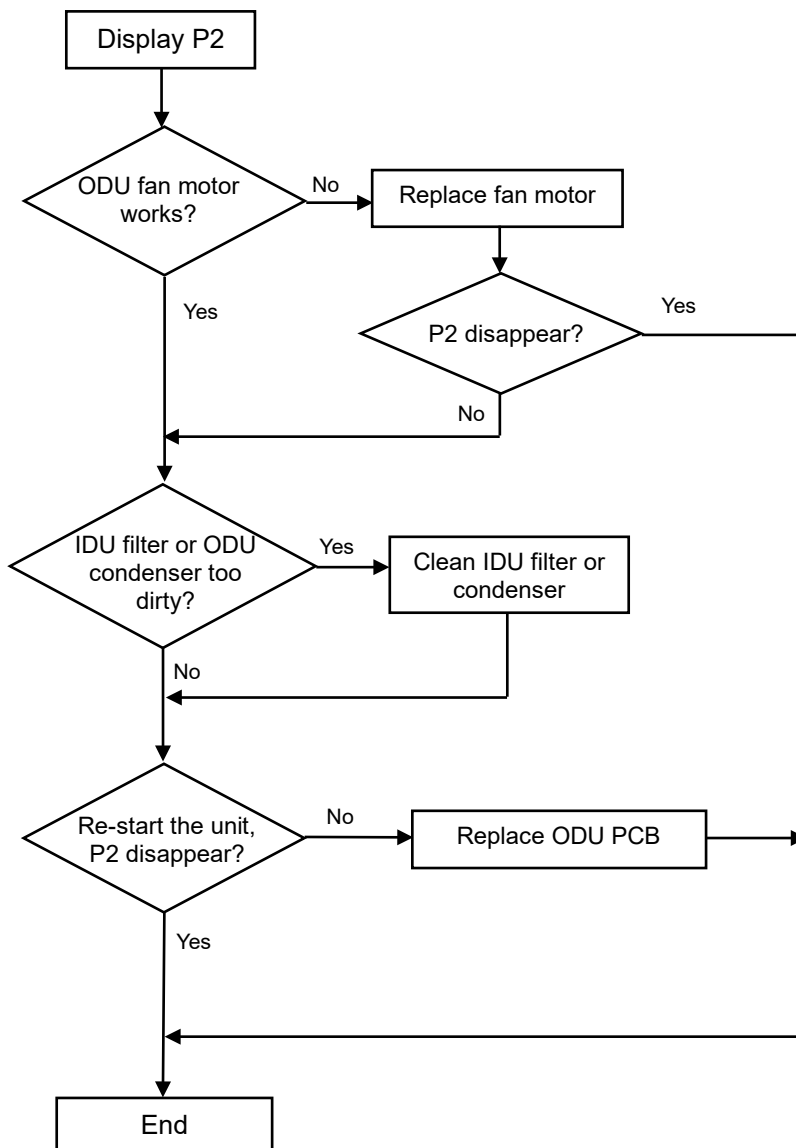 Display P2
ODU fan motor
works?
No
Replace fan motor
Yes
P2 disappear?
Yes
No
IDU filter or ODU
condenser too
dirty?
Yes
Clean IDU filter or
condenser
No
Re-start the unit,
P2 disappear?
No
Replace ODU PCB
Yes
End